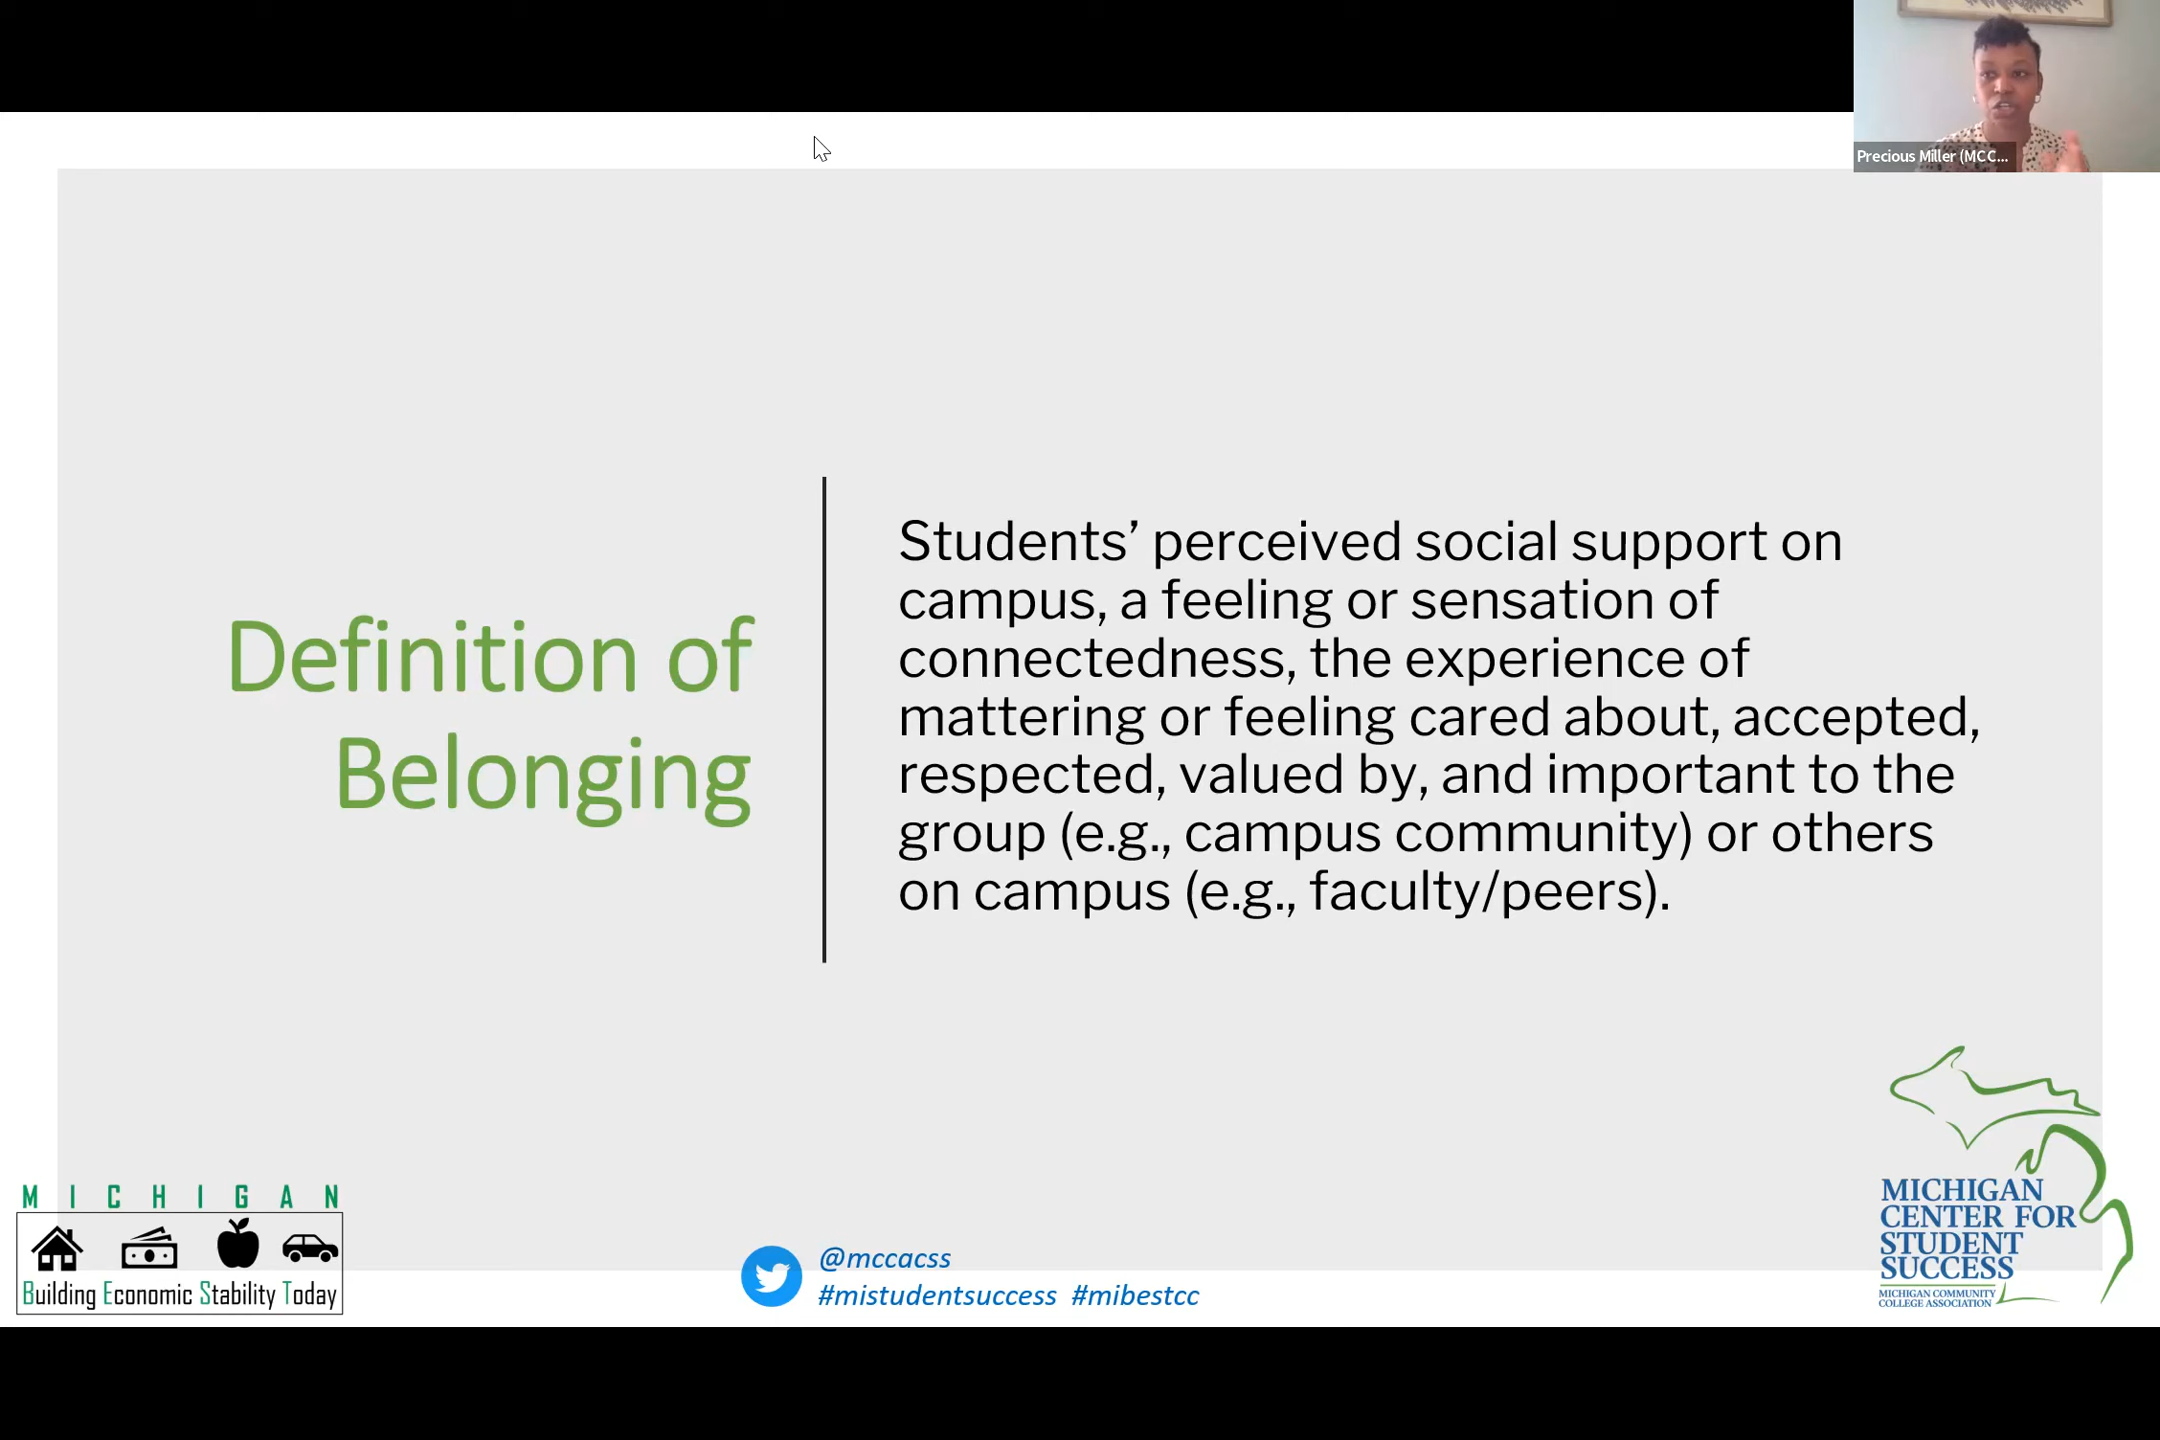 Precious Miller (MCC...
Definition of
Belonging
Students’ perceived social support on
campus, a feeling or sensation of
connectedness, the experience of
mattering or feeling cared about, accepted,
respected, valued by, and important to the
group (e.g., campus community) or others
on campus (e.g., faculty/peers).
MICHIGAN
Building Economic Stability Today
@mccacss
#mistudentsuccess #mibestcc
MICHIGAN
CENTER FOR
STUDENT
SUCCESS
MICHIGAN COMMUNITY
COLLEGE ASSOCIATION